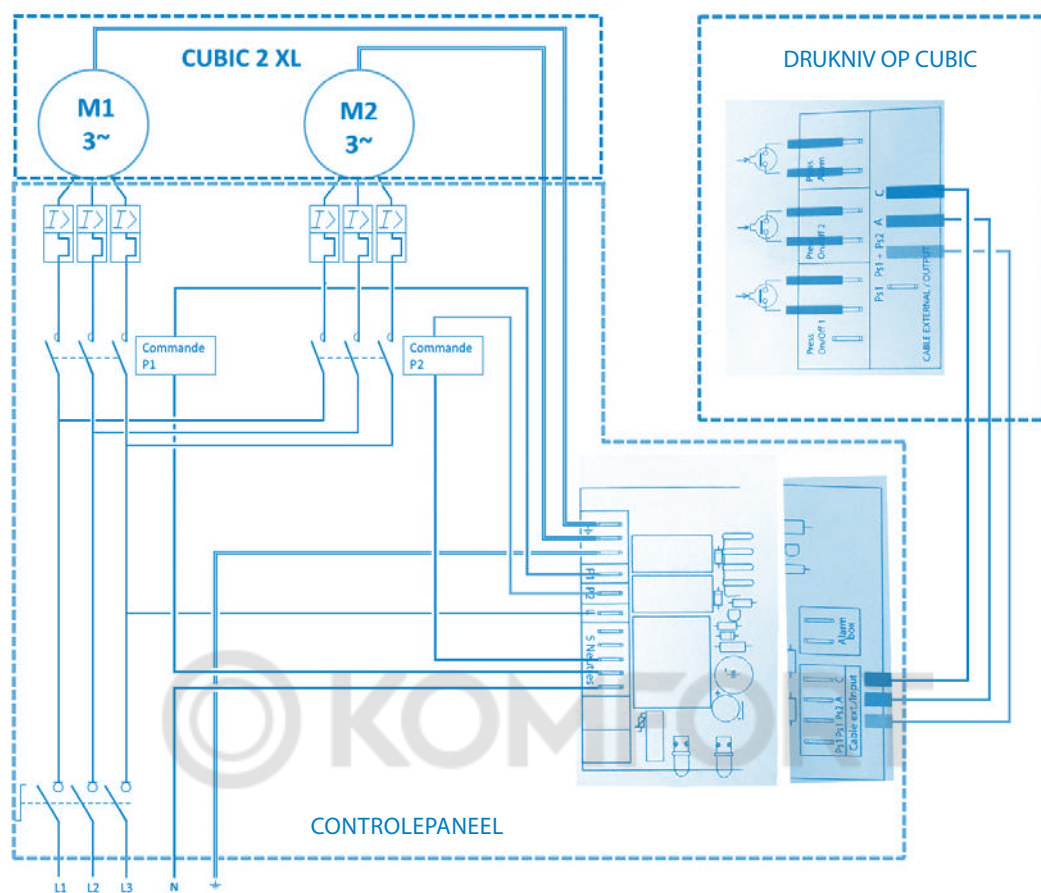 CUBIC 2 XL
M1
3~
M2
3~
I>
I>
I>
I>
I>
I>
Commande
P1
Commande
P2
DRUKNIV OP CUBIC
Press
Alarm
Press
On/Off 2
Press
On/Off 1
C
A
Ps1 + Ps2
Ps1
CABLE EXTERNAL / OUTPUT
P1
P2
L
5 Neutres
Alarm
box
C
A
Ps2
Ps1
Ps1
Cable ext./Input
KOMFORT
CONTROLEPANEEL
L1
L2
L3
N